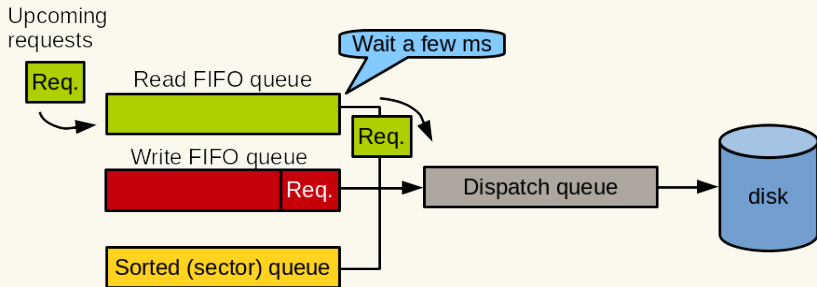 Upcoming
requests
Wait a few ms
Req.
Read FIFO queue
Req.
Write FIFO queue
Req.
Dispatch queue
disk
Sorted (sector) queue